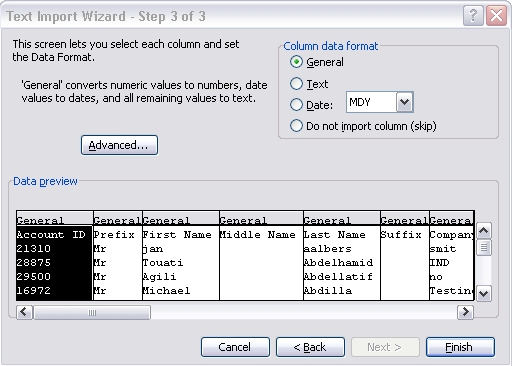 Text Import Wizard - Step 3 of 3
This screen lets you select each column and set
the Data Format.
'General' converts numeric values to numbers, date
values to dates, and all remaining values to text.
Advanced...
Column data format
General
Text
Date: MDY
Do not import column (skip)
Data preview
General General General General General General General
Account ID Prefix First Name Middle Name Last Name Suffix Company
21310 Mr jan aalbers smit
28875 Mr Touati Abdelhamid IND
29500 Mr Agili Abdellatif no
16972 Mr Michael Abdilla Testing
Cancel < Back Next > Finish